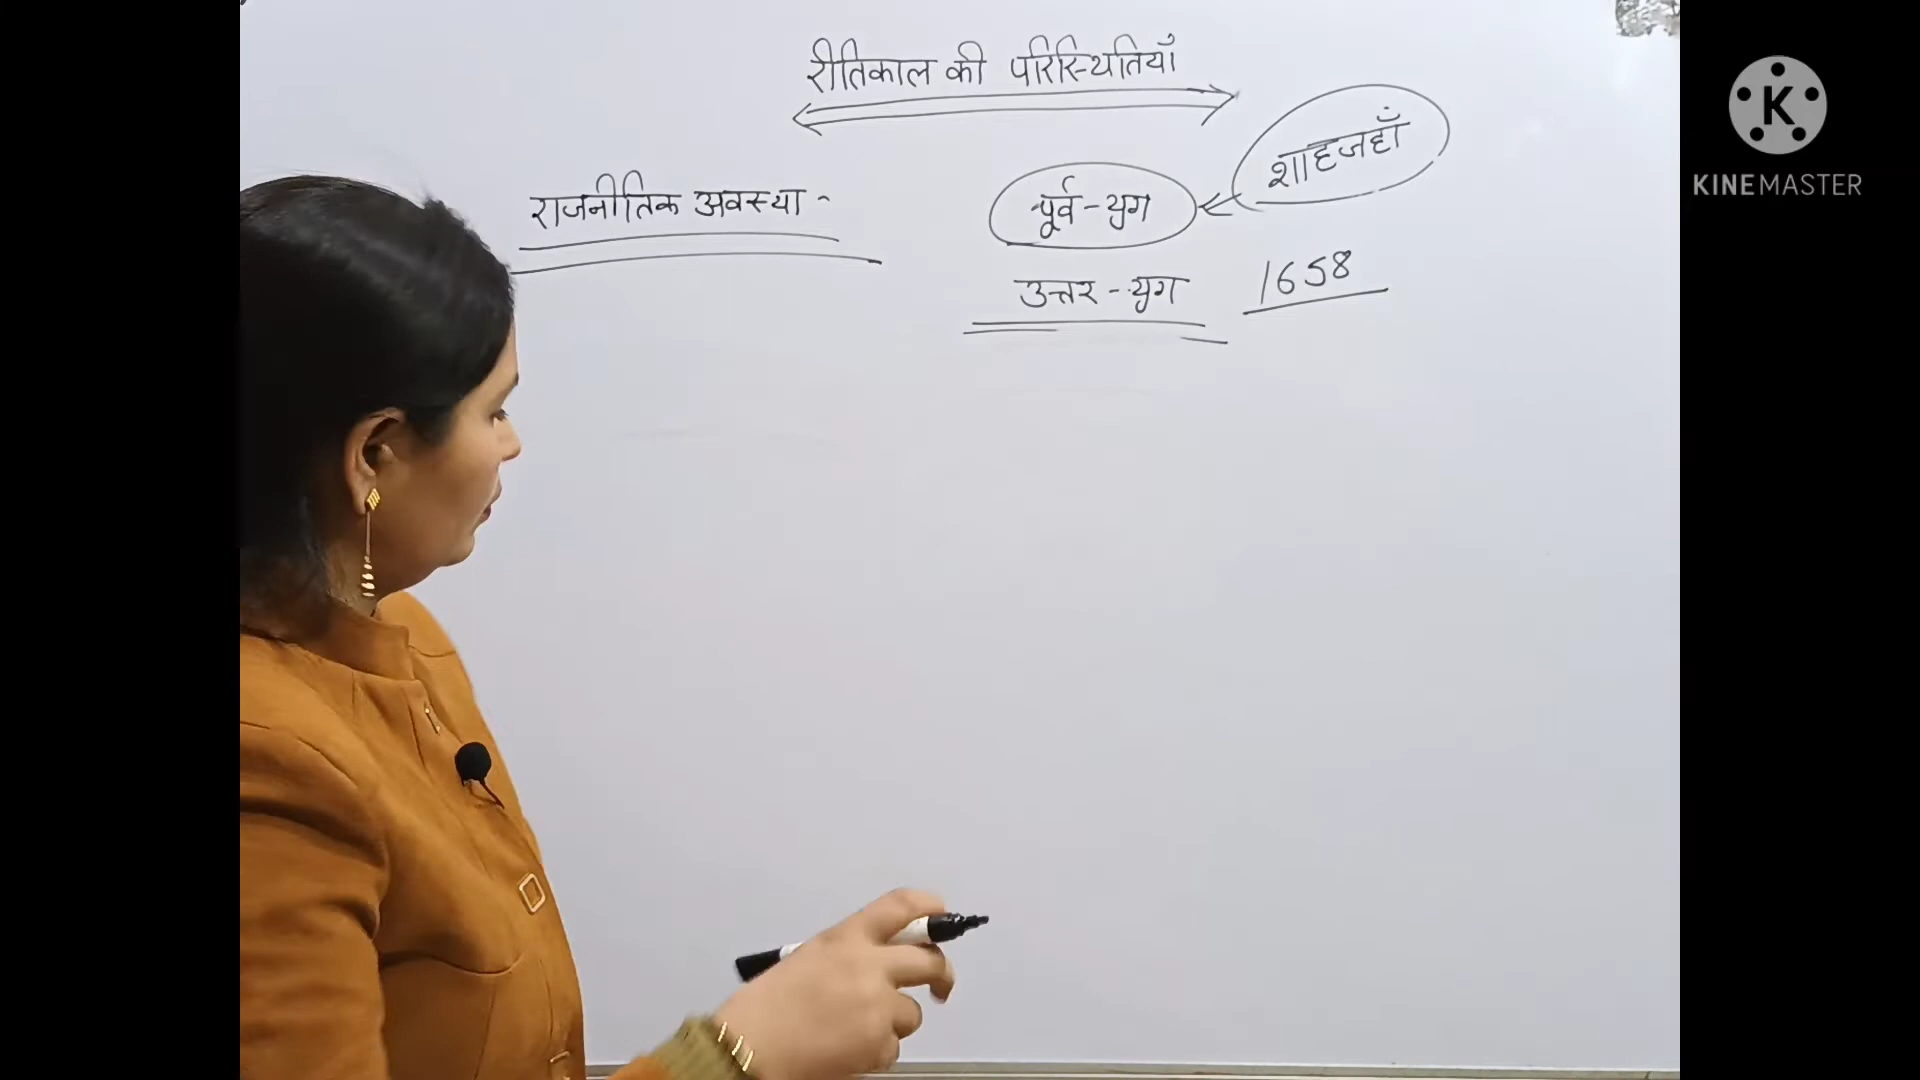 रीतिकाल की परिस्थितियाँ
राजनीतिक अवस्था -
पूर्व-युग
शाहजहाँ
उत्तर-युग
1658
K
KINEMASTER